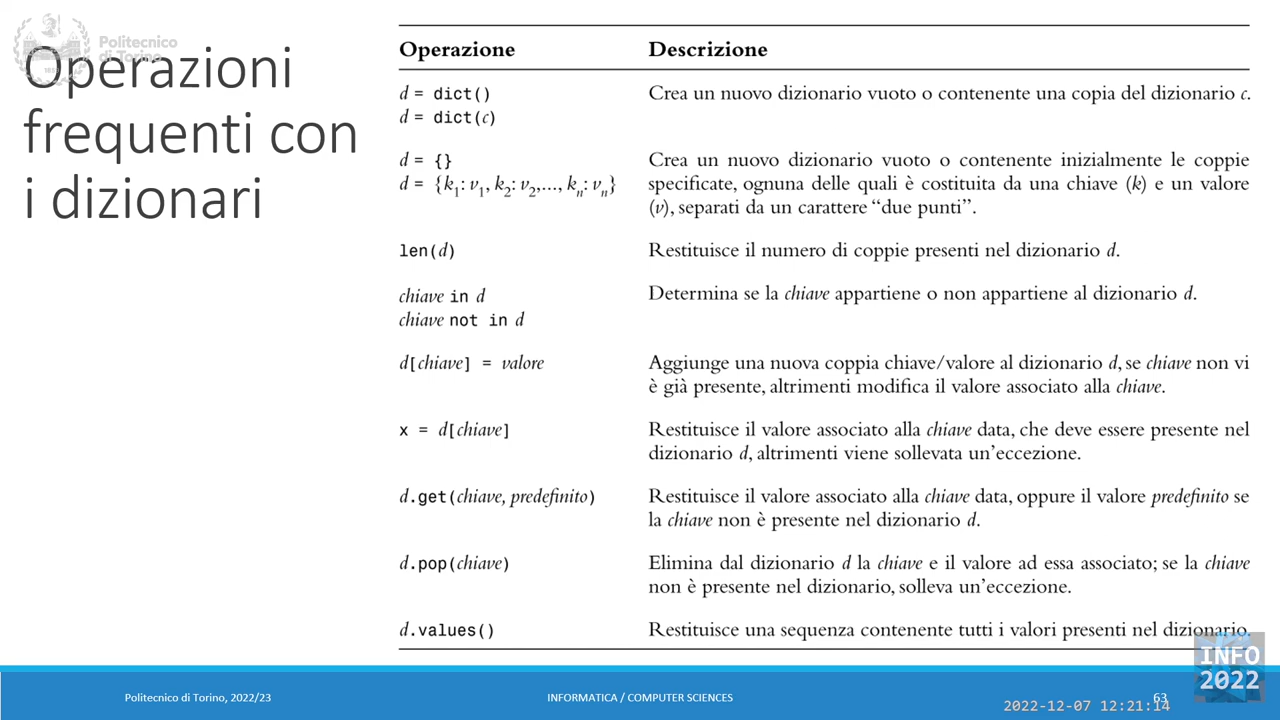 Politecnico
di Torino
Operazioni
frequenti con
i dizionari
Operazione Descrizione
d = dict() Crea un nuovo dizionario vuoto o contenente una copia del dizionario c.
d = dict(c)
d = {} Crea un nuovo dizionario vuoto o contenente inizialmente le coppie
d = {k1: v1, k2: v2,..., kn: vn} specificate, ognuna delle quali è costituita da una chiave (k) e un valore
(v), separati da un carattere “due punti”.
len(d) Restituisce il numero di coppie presenti nel dizionario d.
chiave in d Determina se la chiave appartiene o non appartiene al dizionario d.
chiave not in d
d[chiave] = valore Aggiunge una nuova coppia chiave/valore al dizionario d, se chiave non vi
è già presente, altrimenti modifica il valore associato alla chiave.
x = d[chiave] Restituisce il valore associato alla chiave data, che deve essere presente nel
dizionario d, altrimenti viene sollevata un’eccezione.
d.get(chiave, predefinito) Restituisce il valore associato alla chiave data, oppure il valore predefinito se
la chiave non è presente nel dizionario d.
d.pop(chiave) Elimina dal dizionario d la chiave e il valore ad essa associato; se la chiave
non è presente nel dizionario, solleva un’eccezione.
d.values() Restituisce una sequenza contenente tutti i valori presenti nel dizionario.
INFO
2022
Politecnico di Torino, 2022/23 INFORMATICA / COMPUTER SCIENCES 63
2022-12-07 12:21:14